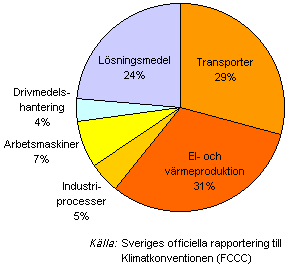 Lösningsmedel
24%
Transporter
29%
Drivmedels-
hantering
4%
Arbetsmaskiner
7%
El- och
värmeproduktion
31%
Industri-
processer
5%
Källa: Sveriges officiella rapportering till
Klimatkonventionen (FCCC)